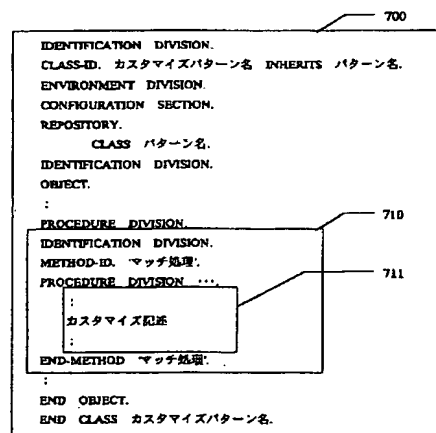 700
IDENTIFICATION DIVISION.
CLASS-ID. カスタマイズパターン名 INHERITS パターン名.
ENVIRONMENT DIVISION.
CONFIGURATION SECTION.
REPOSITORY.
CLASS パターン名.
IDENTIFICATION DIVISION.
OBJECT.
:
PROCEDURE DIVISION.
710
IDENTIFICATION DIVISION.
METHOD-ID. 'マッチ処理'.
PROCEDURE DIVISION ….
711
:
カスタマイズ記述
:
END-METHOD 'マッチ処理'.
:
END OBJECT.
END CLASS カスタマイズパターン名.